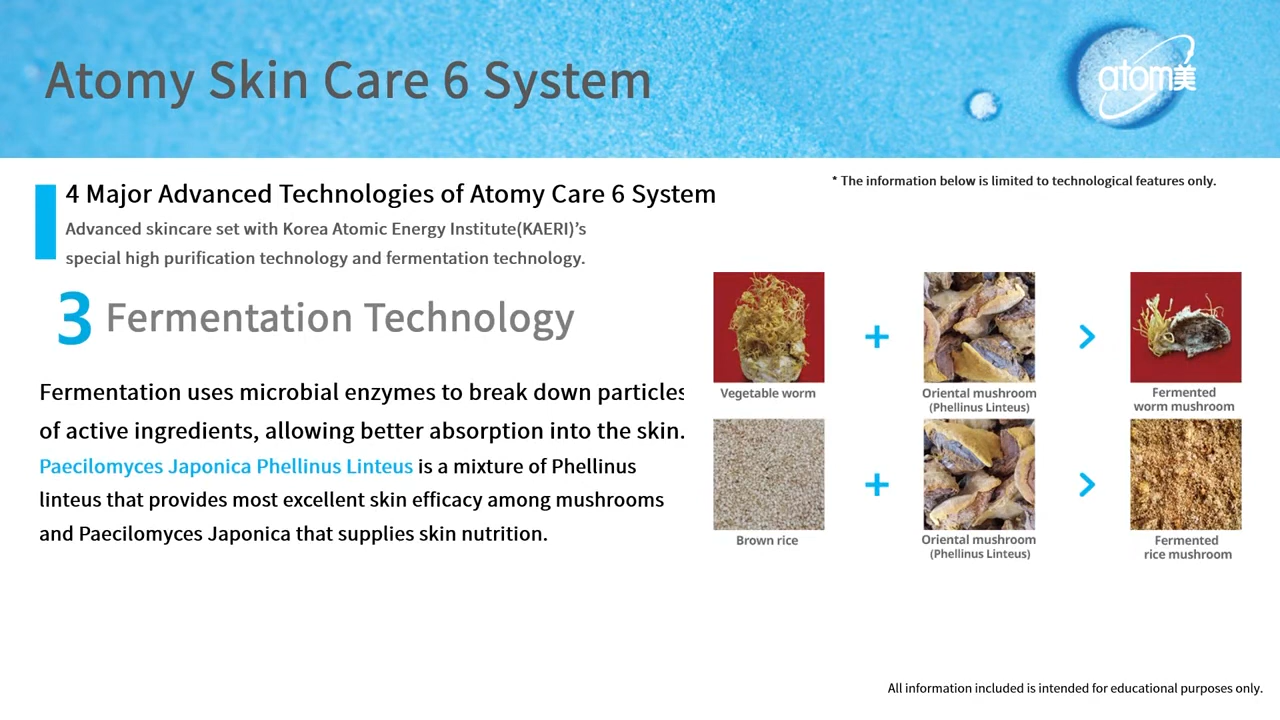 Atomy Skin Care 6 System
atom美
4 Major Advanced Technologies of Atomy Care 6 System
* The information below is limited to technological features only.
Advanced skincare set with Korea Atomic Energy Institute(KAERI)’s
special high purification technology and fermentation technology.
3 Fermentation Technology
Fermentation uses microbial enzymes to break down particles
of active ingredients, allowing better absorption into the skin.
Paecilomyces Japonica Phellinus Linteus is a mixture of Phellinus
linteus that provides most excellent skin efficacy among mushrooms
and Paecilomyces Japonica that supplies skin nutrition.
+
>
Vegetable worm
Oriental mushroom
(Phellinus Linteus)
Fermented
worm mushroom
+
>
Brown rice
Oriental mushroom
(Phellinus Linteus)
Fermented
rice mushroom
All information included is intended for educational purposes only.